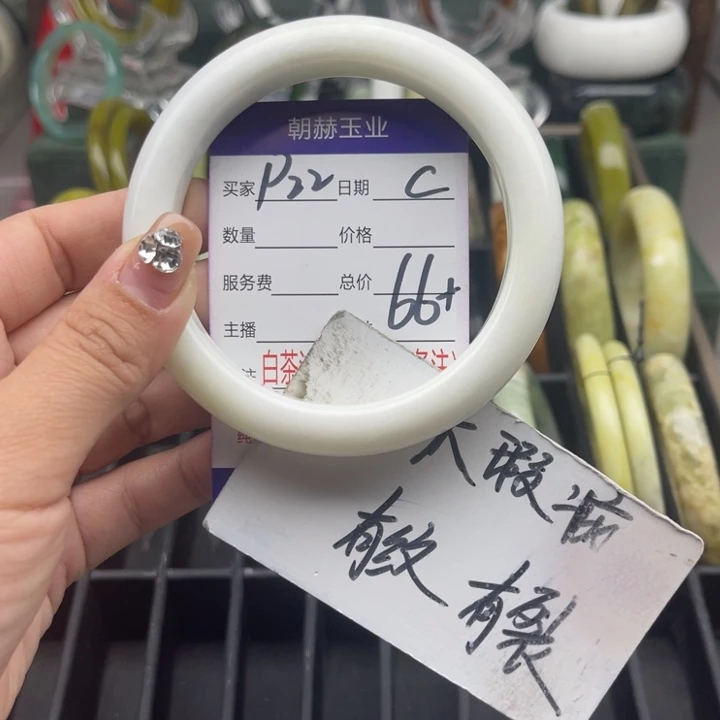 朝赫玉业
买家 P22 日期 C
数量 价格
服务费 总价 66+
主播
白茶
瑕疵
有纹
有裂